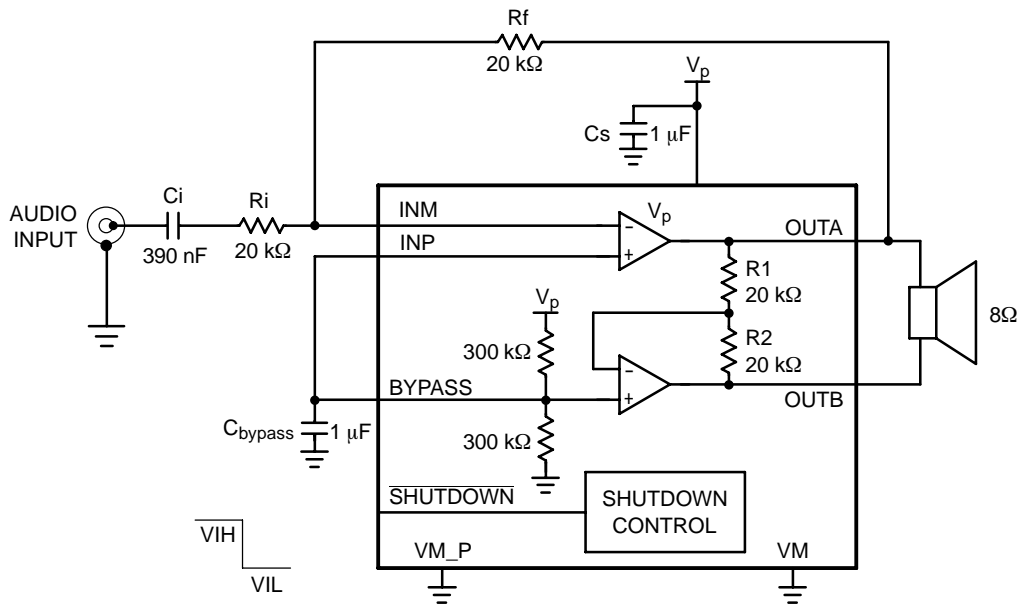 Rf
20 kΩ
Vp
Cs
1 μF
AUDIO
INPUT
Ci
390 nF
Ri
20 kΩ
INM
INP
Vp
OUTA
R1
20 kΩ
Vp
300 kΩ
R2
20 kΩ
8Ω
BYPASS
OUTB
Cbypass
1 μF
300 kΩ
SHUTDOWN
SHUTDOWN
CONTROL
VIH
VIL
VM_P
VM